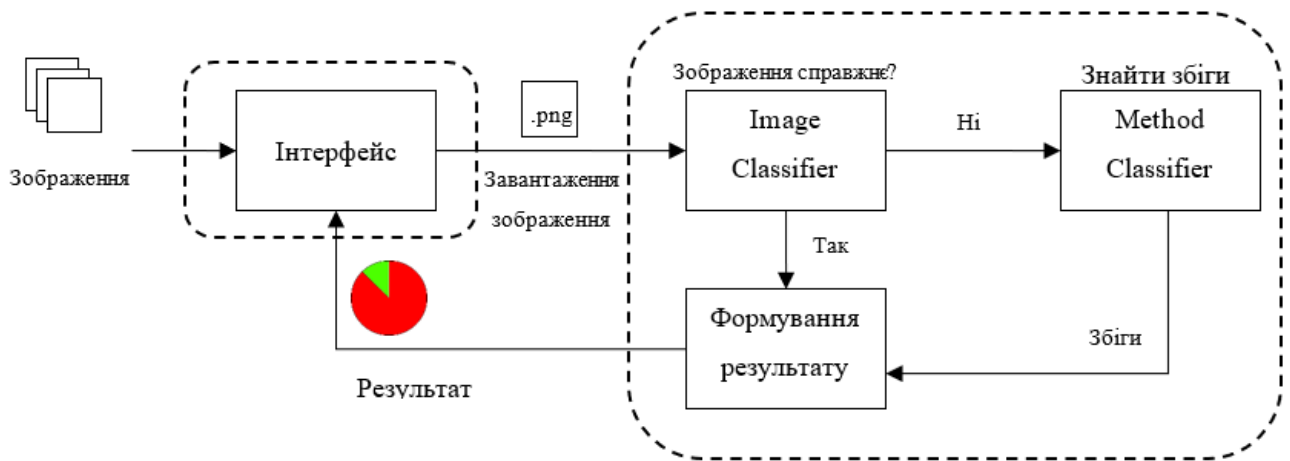 Зображення
Інтерфейс
.png
Завантаження
зображення
Зображення справжнє?
Image
Classifier
Ні
Знайти збіги
Method
Classifier
Так
Формування
результату
Збіги
Результат